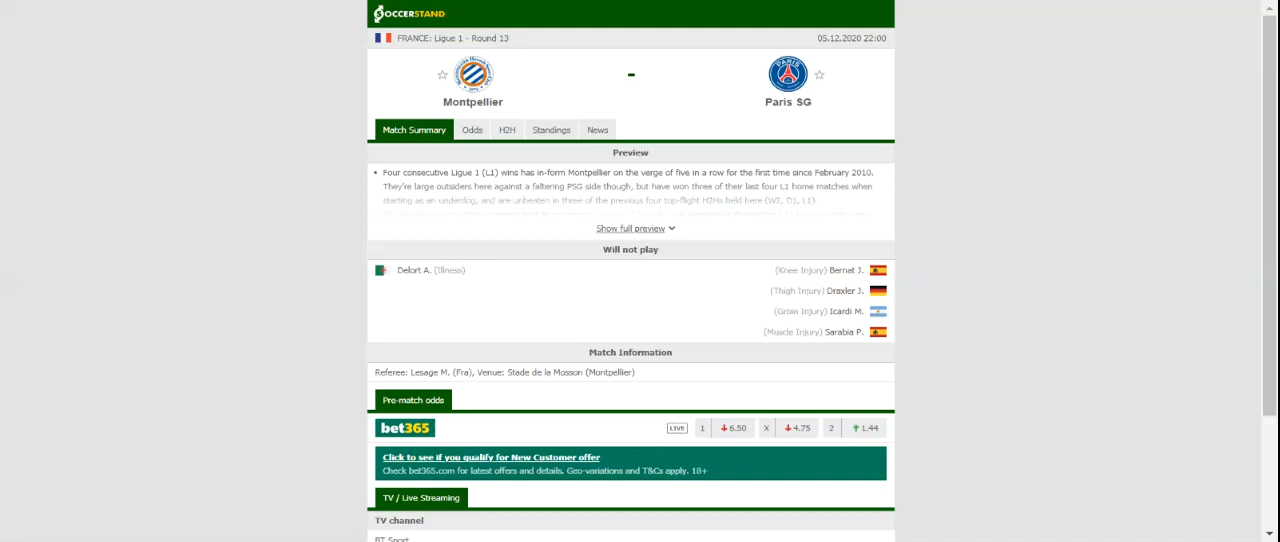 SOCCERSTAND
FRANCE: Ligue 1 - Round 13
05.12.2020 22:00
Montpellier
-
Paris SG
Match Summary Odds H2H Standings News
Preview
• Four consecutive Ligue 1 (L1) wins has in-form Montpellier on the verge of five in a row for the first time since February 2010.
They're large outsiders here against a faltering PSG side though, but have won three of their last four L1 home matches when
starting as an underdog, and are unbeaten in three of the previous four top-flight H2Hs held here (W2, D1, L1).
Show full preview
Will not play
Delort A. (Illness)
(Knee Injury) Bernat J.
(Thigh Injury) Draxler J.
(Groin Injury) Icardi M.
(Muscle Injury) Sarabia P.
Match Information
Referee: Lesage M. (Fra), Venue: Stade de la Mosson (Montpellier)
Pre-match odds
bet365
LIVE 1 6.50 X 4.75 2 1.44
Click to see if you qualify for New Customer offer
Check bet365.com for latest offers and details. Geo-variations and T&Cs apply. 18+
TV / Live Streaming
TV channel
BT Sport